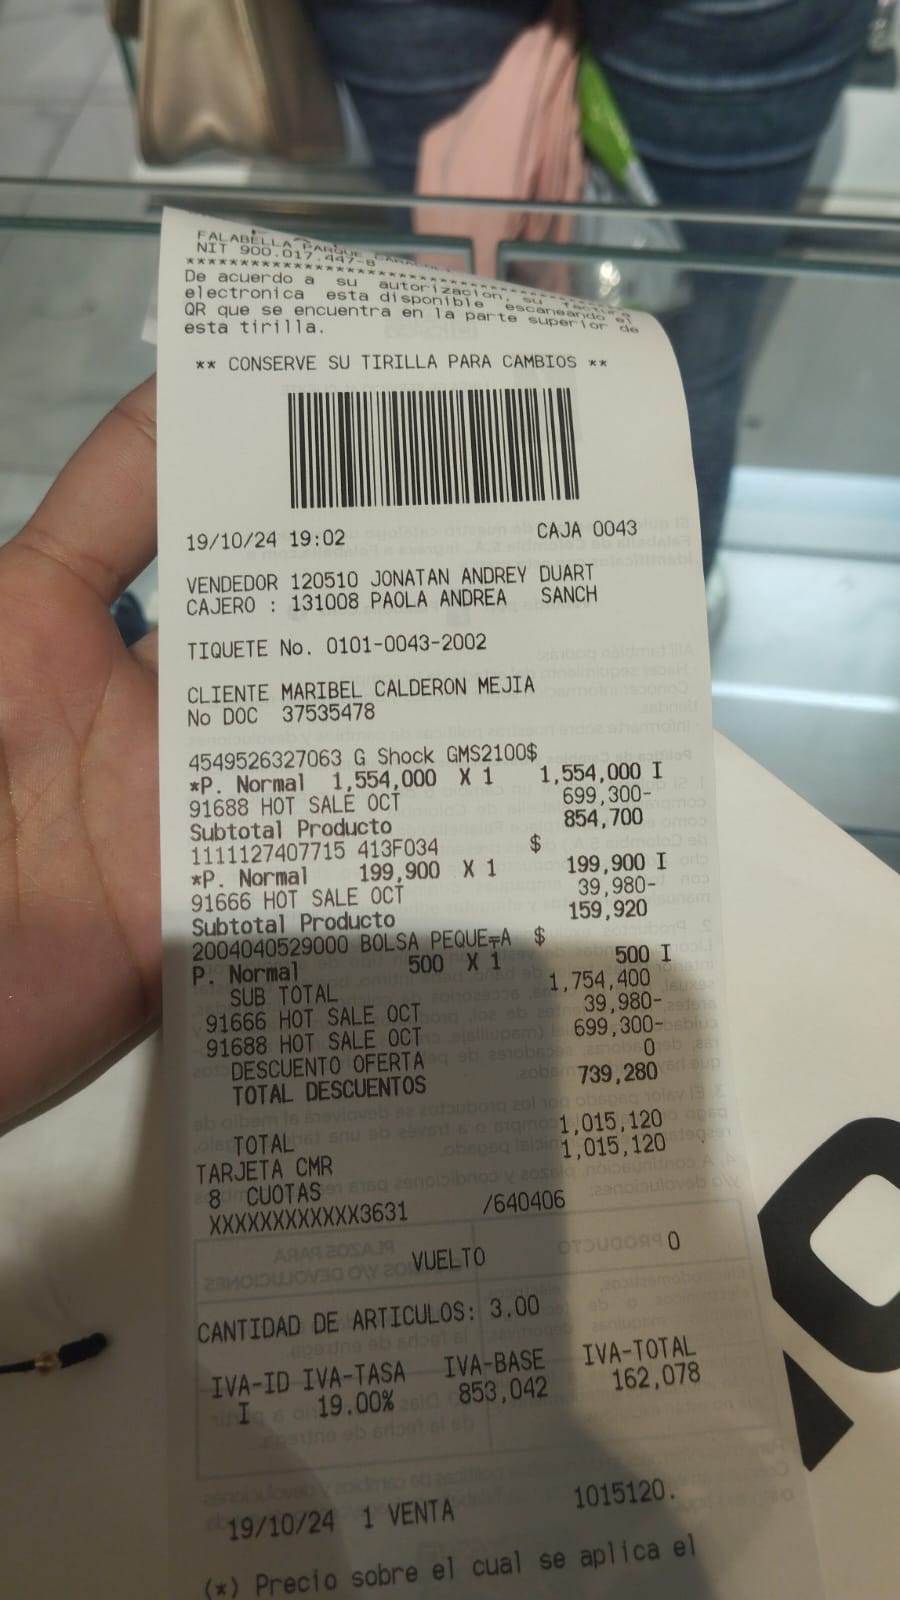 FALABELLA PARQUE CARACOLI
NIT 900.017.447-8
De acuerdo a su autorizacion, su factura
electronica esta disponible escaneando el
QR que se encuentra en la parte superior de
esta tirilla.
** CONSERVE SU TIRILLA PARA CAMBIOS **
19/10/24 19:02 CAJA 0043
VENDEDOR 120510 JONATAN ANDREY DUART
CAJERO : 131008 PAOLA ANDREA SANCH
TIQUETE No. 0101-0043-2002
CLIENTE MARIBEL CALDERON MEJIA
No DOC 37535478
4549526327063 G Shock GMS2100$
*P. Normal 1,554,000 X 1 1,554,000 I
91688 HOT SALE OCT 699,300-
Subtotal Producto 854,700
1111127407715 413F034 $
*P. Normal 199,900 X 1 199,900 I
91666 HOT SALE OCT 39,980-
Subtotal Producto 159,920
2004040529000 BOLSA PEQUE╤A $
P. Normal 500 X 1 500 I
SUB TOTAL 1,754,400
91666 HOT SALE OCT 39,980-
91688 HOT SALE OCT 699,300-
DESCUENTO OFERTA 0
TOTAL DESCUENTOS 739,280
TOTAL 1,015,120
TARJETA CMR 1,015,120
8 CUOTAS
XXXXXXXXXXXX3631 /640406
VUELTO 0
CANTIDAD DE ARTICULOS: 3.00
IVA-ID IVA-TASA IVA-BASE IVA-TOTAL
I 19.00% 853,042 162,078
19/10/24 1 VENTA 1015120.
(*) Precio sobre el cual se aplica el